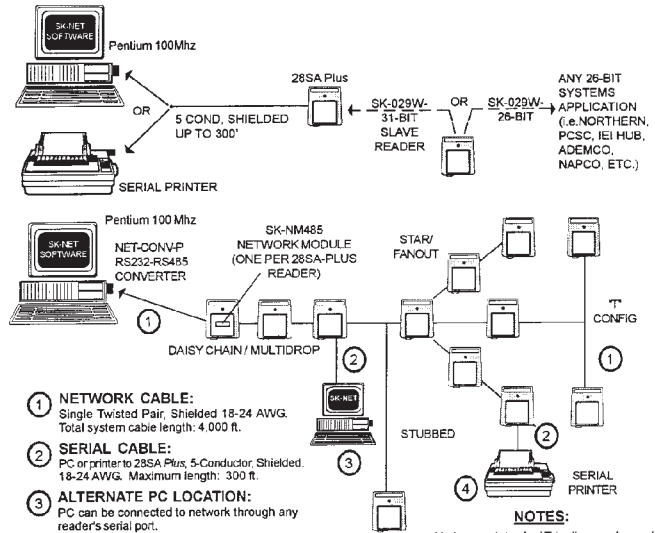 SK-NET
SOFTWARE
Pentium 100Mhz
OR
SERIAL PRINTER
5 COND, SHIELDED
UP TO 300'
28SA Plus
SK-029W-
31-BIT
SLAVE
READER
OR
SK-029W-
26-BIT
ANY 26-BIT
SYSTEMS
APPLICATION
(i.e.NORTHERN,
PCSC, IEI HUB,
ADEMCO,
NAPCO, ETC.)
Pentium 100 Mhz
SK-NET
SOFTWARE
NET-CONV-P
RS232-RS485
CONVERTER
SK-NM485
NETWORK MODULE
(ONE PER 28SA-PLUS
READER)
STAR/
FANOUT
'T'
CONFIG
1
1
DAISY CHAIN / MULTIDROP
2
SK-NET
3
STUBBED
2
4
SERIAL
PRINTER
1 NETWORK CABLE:
Single Twisted Pair, Shielded 18-24 AWG.
Total system cable length: 4,000 ft.
2 SERIAL CABLE:
PC or printer to 28SA Plus, 5-Conductor, Shielded.
18-24 AWG. Maximum length: 300 ft.
3 ALTERNATE PC LOCATION:
PC can be connected to network through any
reader's serial port.
NOTES: